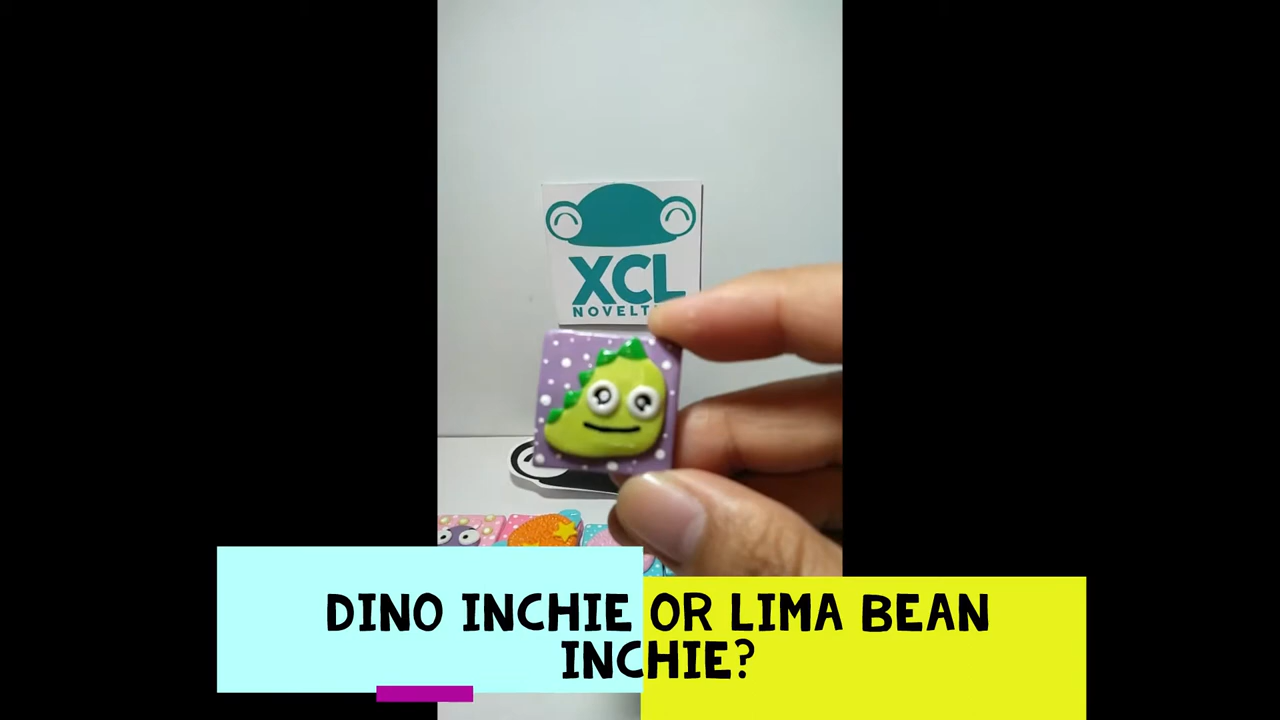 XCL
NOVELT
DINO INCHIE OR LIMA BEAN
INCHIE?